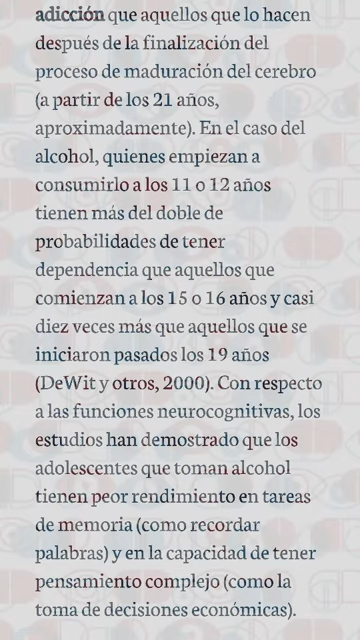 adicción que aquellos que lo hacen
después de la finalización del
proceso de maduración del cerebro
(a partir de los 21 años,
aproximadamente). En el caso del
alcohol, quienes empiezan a
consumirlo a los 11 o 12 años
tienen más del doble de
probabilidades de tener
dependencia que aquellos que
comienzan a los 15 o 16 años y casi
diez veces más que aquellos que se
iniciaron pasados los 19 años
(DeWit y otros, 2000). Con respecto
a las funciones neurocognitivas, los
estudios han demostrado que los
adolescentes que toman alcohol
tienen peor rendimiento en tareas
de memoria (como recordar
palabras) y en la capacidad de tener
pensamiento complejo (como la
toma de decisiones económicas).